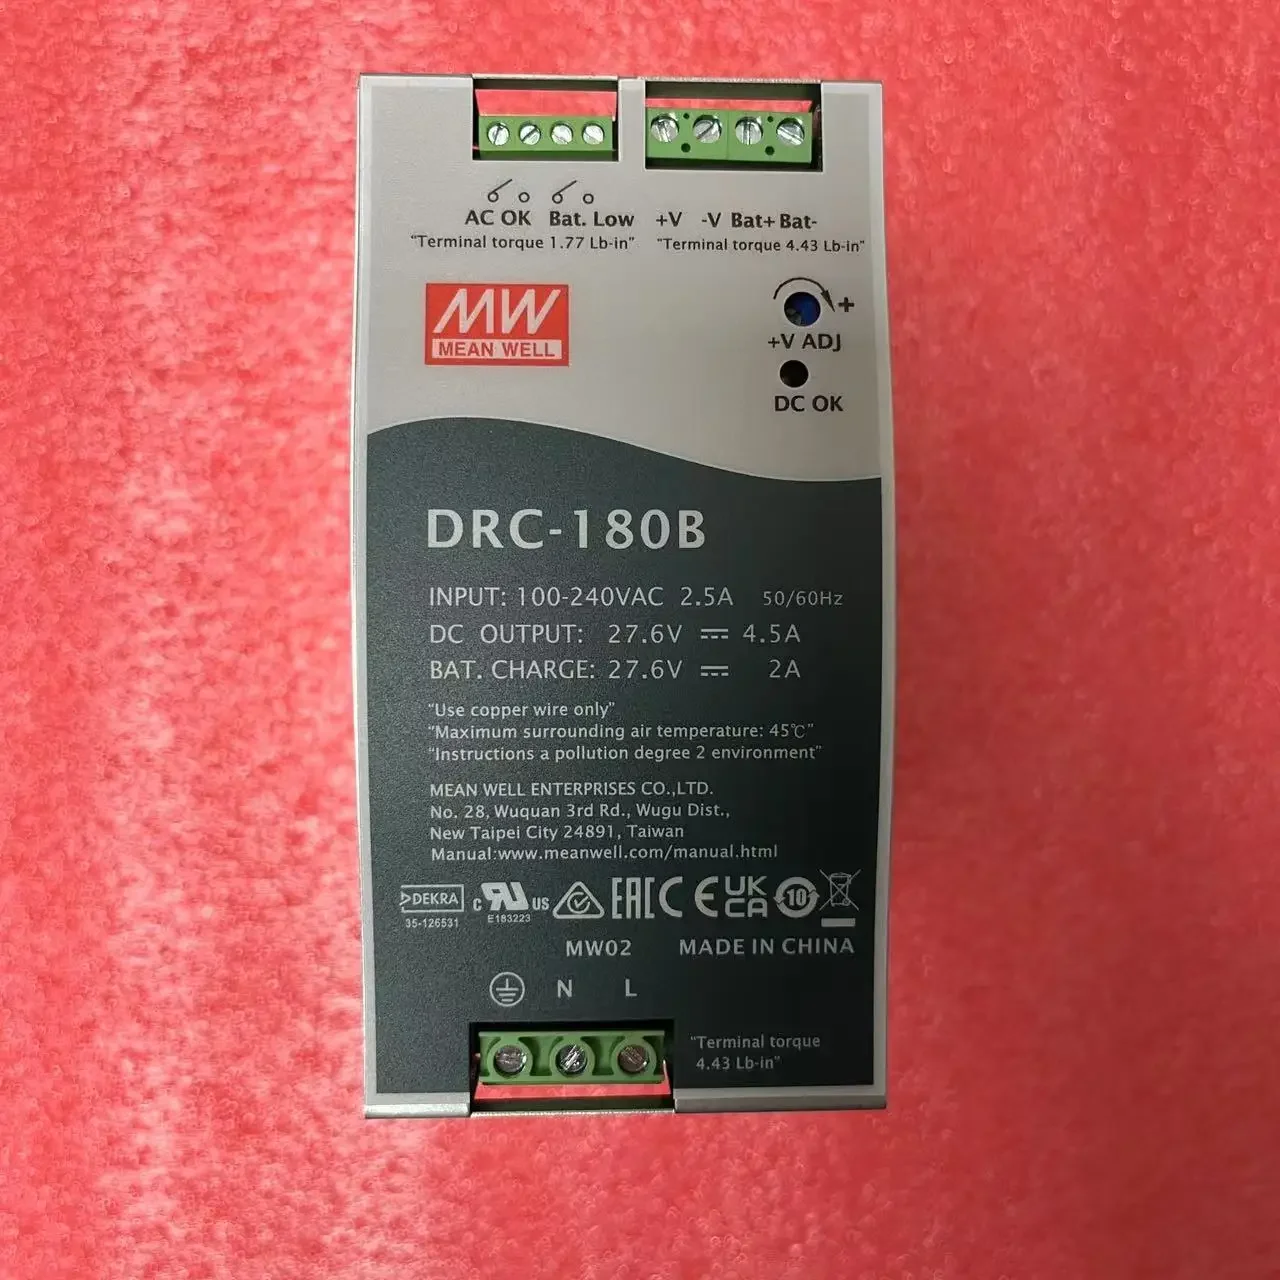 AC OK Bat. Low +V -V Bat+ Bat-
"Terminal torque 1.77 Lb-in" "Terminal torque 4.43 Lb-in"
MW
MEAN WELL
+
+V ADJ
DC OK
DRC-180B
INPUT: 100-240VAC 2.5A 50/60Hz
DC OUTPUT: 27.6V ⎓ 4.5A
BAT. CHARGE: 27.6V ⎓ 2A
"Use copper wire only"
"Maximum surrounding air temperature: 45℃"
"Instructions a pollution degree 2 environment"
MEAN WELL ENTERPRISES CO.,LTD.
No. 28, Wuquan 3rd Rd., Wugu Dist.,
New Taipei City 24891, Taiwan
Manual:www.meanwell.com/manual.html
DEKRA c RU US EAC CE UK CA 10
35-126531 E183223
MW02 MADE IN CHINA
N L
"Terminal torque
4.43 Lb-in"